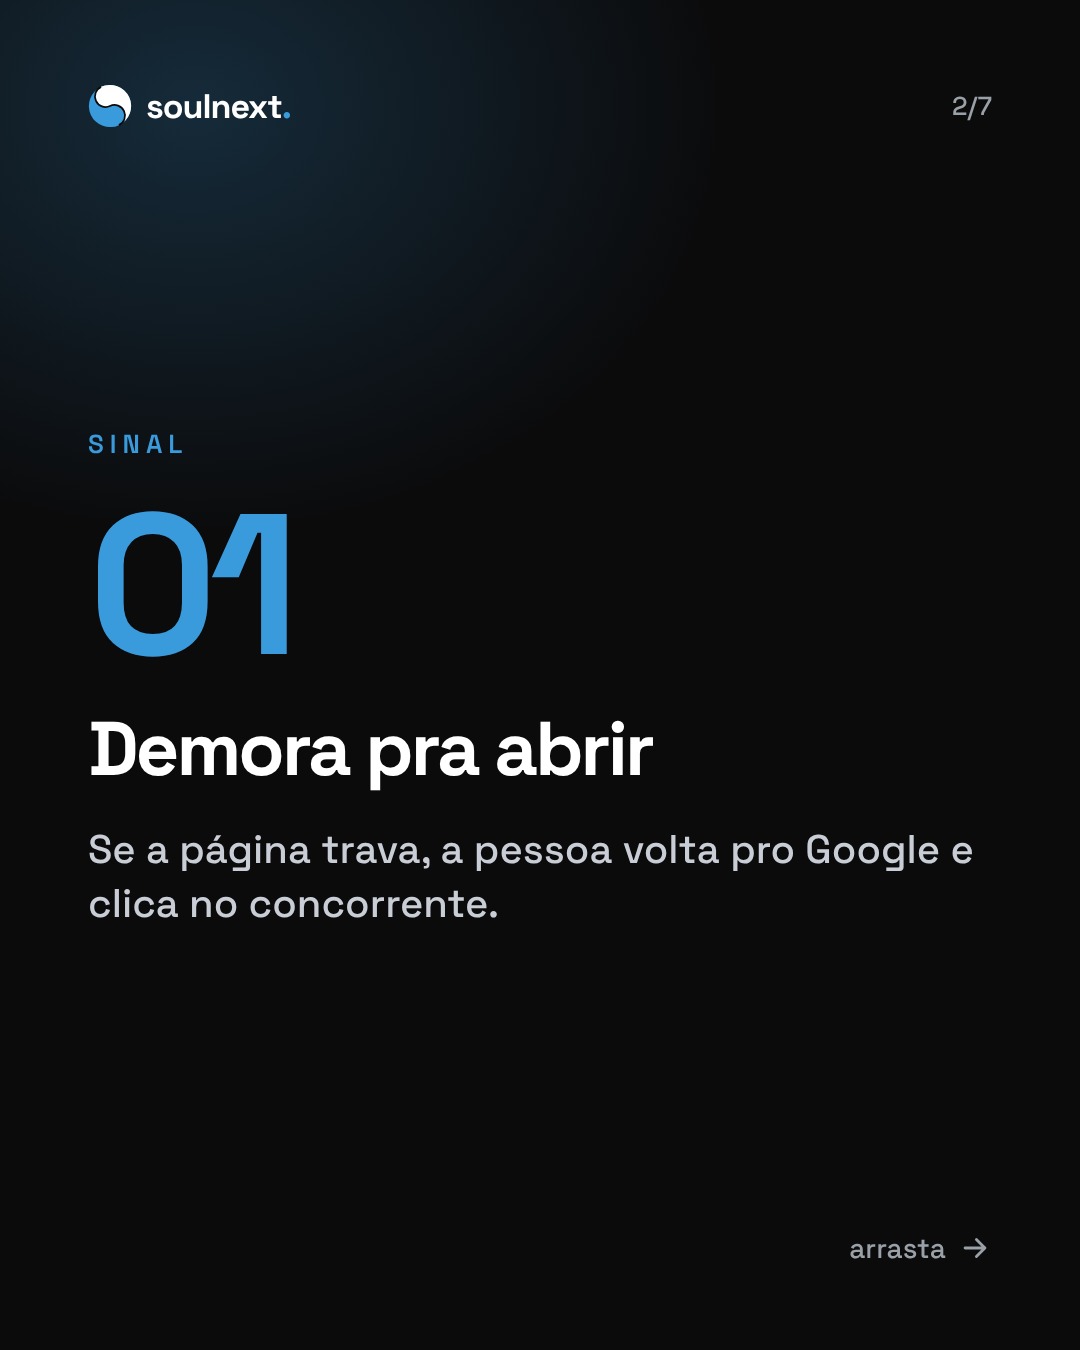 soulnext.
2/7
SINAL
01
Demora pra abrir
Se a página trava, a pessoa volta pro Google e
clica no concorrente.
arrasta →